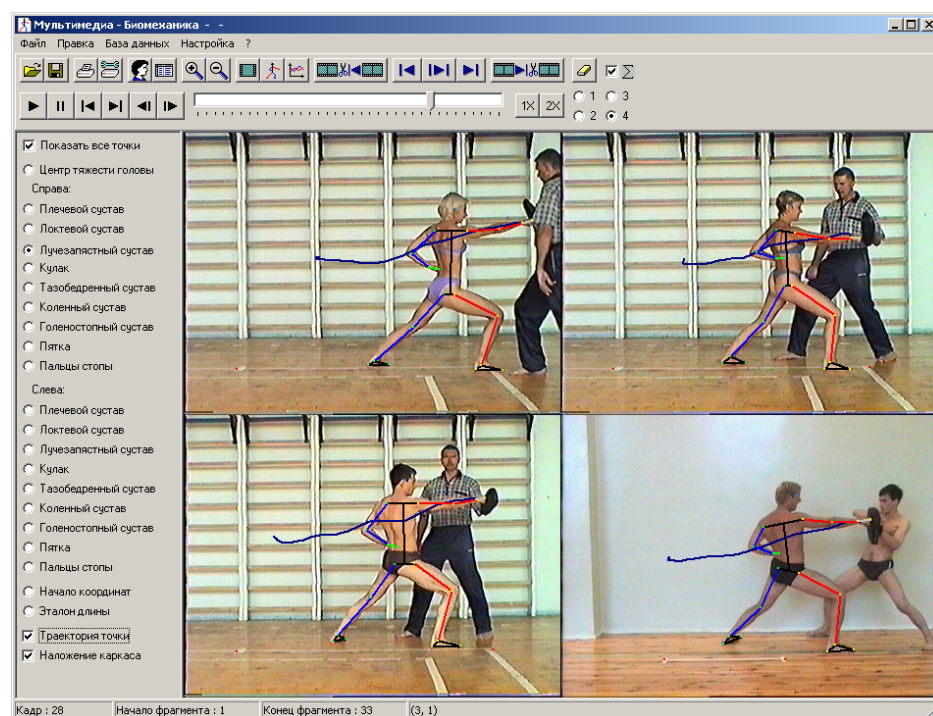 Мультимедиа - Биомеханика - -
Файл Правка База данных Настройка ?
1X 2X 1 3
2 4
Показать все точки
Центр тяжести головы
Справа:
Плечевой сустав
Локтевой сустав
Лучезапястный сустав
Кулак
Тазобедренный сустав
Коленный сустав
Голеностопный сустав
Пятка
Пальцы стопы
Слева:
Плечевой сустав
Локтевой сустав
Лучезапястный сустав
Кулак
Тазобедренный сустав
Коленный сустав
Голеностопный сустав
Пятка
Пальцы стопы
Начало координат
Эталон длины
Траектория точки
Наложение каркаса
Кадр : 28 Начало фрагмента : 1 Конец фрагмента : 33 (3, 1)